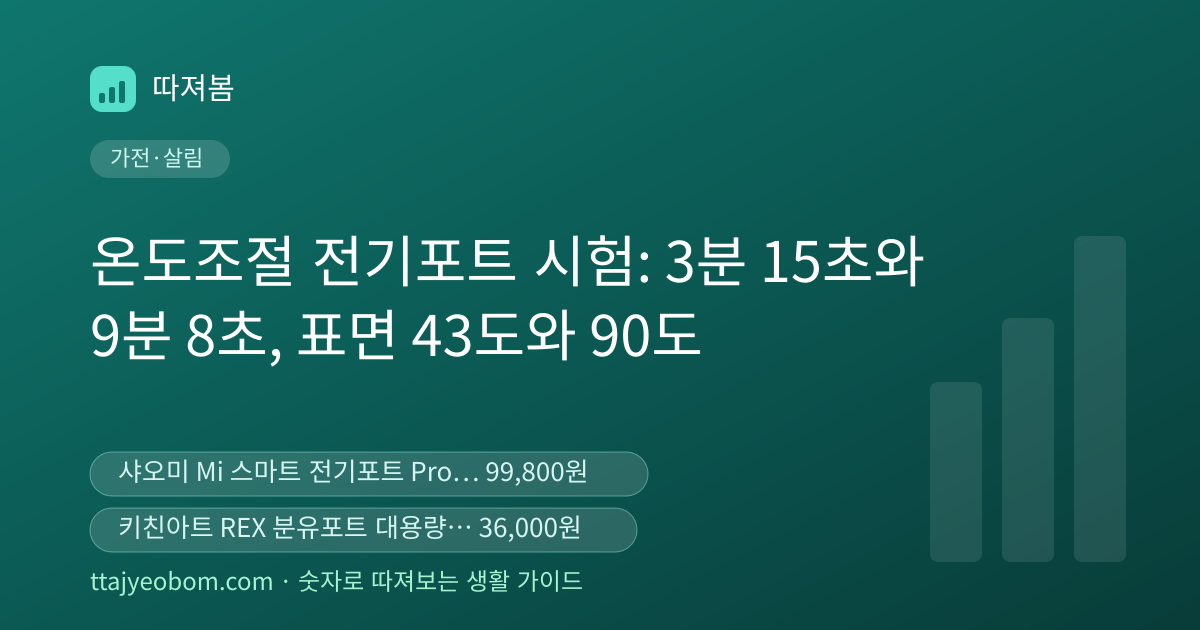 따져봄
가전·살림
온도조절 전기포트 시험: 3분 15초와
9분 8초, 표면 43도와 90도
샤오미 Mi 스마트 전기포트 Pro… 99,800원
키친아트 REX 분유포트 대용량… 36,000원
ttajyeobom.com · 숫자로 따져보는 생활 가이드